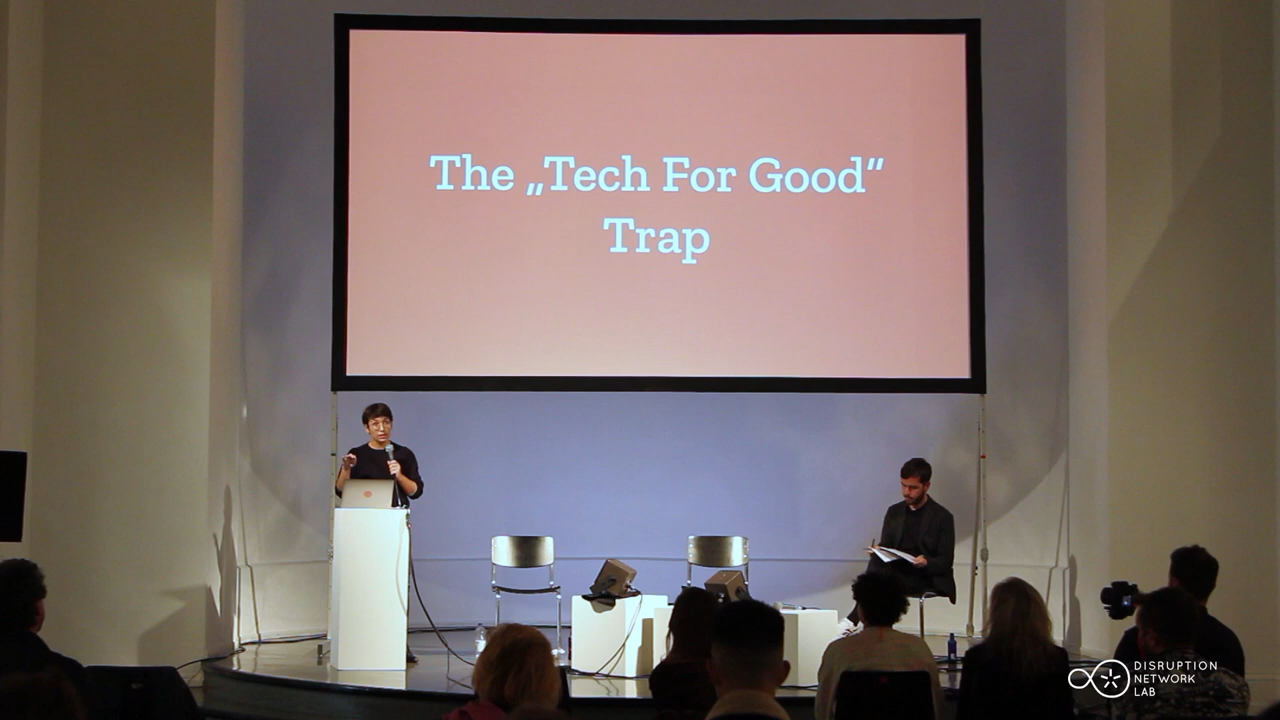 The „Tech For Good“
Trap
DISRUPTION
NETWORK
LAB